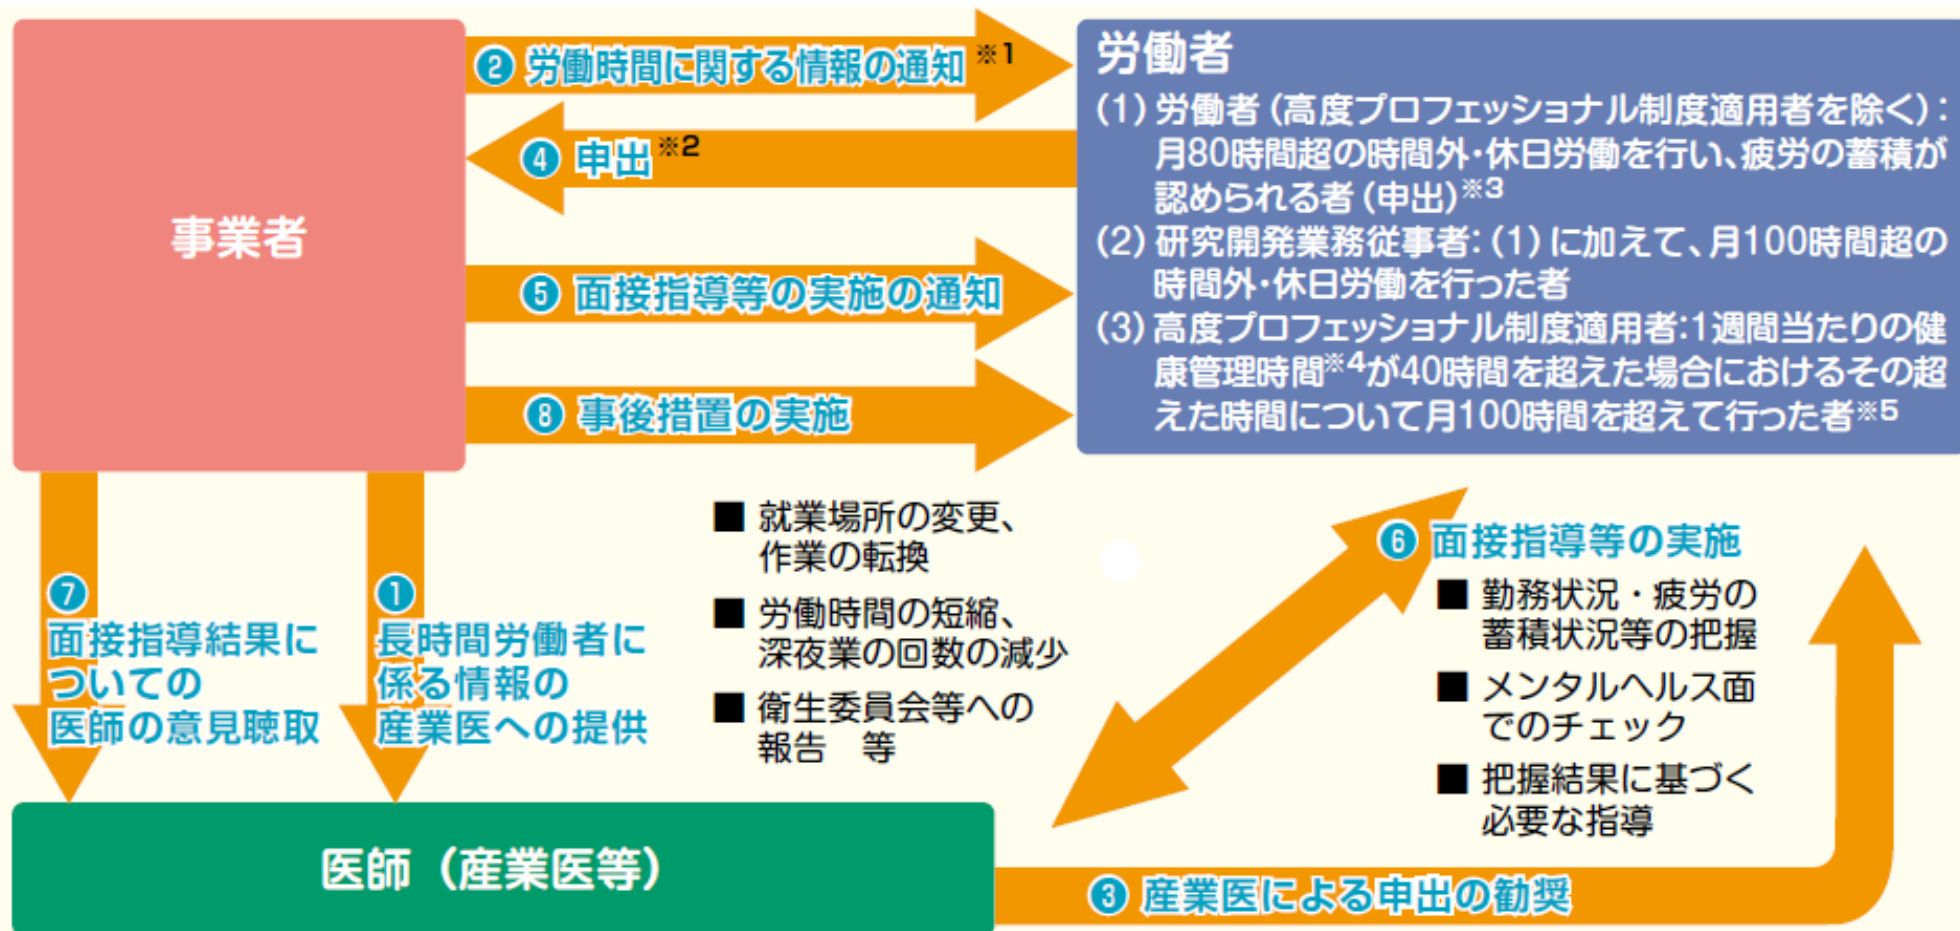 事業者
❷ 労働時間に関する情報の通知※1
❹ 申出※2
❺ 面接指導等の実施の通知
❽ 事後措置の実施
労働者
(1) 労働者（高度プロフェッショナル制度適用者を除く）：
月80時間超の時間外・休日労働を行い、疲労の蓄積が
認められる者（申出）※3
(2) 研究開発業務従事者：(1) に加えて、月100時間超の
時間外・休日労働を行った者
(3) 高度プロフェッショナル制度適用者：1週間当たりの健
康管理時間※4が40時間を超えた場合におけるその超
えた時間について月100時間を超えて行った者※5
❼
面接指導結果に
ついての
医師の意見聴取
❶
長時間労働者に
係る情報の
産業医への提供
■ 就業場所の変更、
作業の転換
■ 労働時間の短縮、
深夜業の回数の減少
■ 衛生委員会等への
報告　等
❻ 面接指導等の実施
■ 勤務状況・疲労の
蓄積状況等の把握
■ メンタルヘルス面
でのチェック
■ 把握結果に基づく
必要な指導
医師（産業医等）
❸ 産業医による申出の勧奨